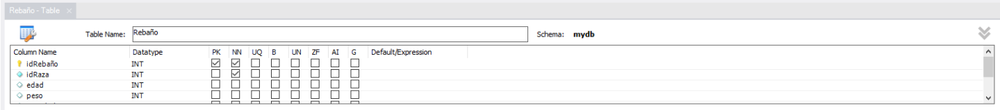 Rebaño - Table ×
Table Name: Rebaño Schema: mydb
Column Name Datatype PK NN UQ B UN ZF AI G Default/Expression
idRebaño INT
idRaza INT
edad INT
peso INT